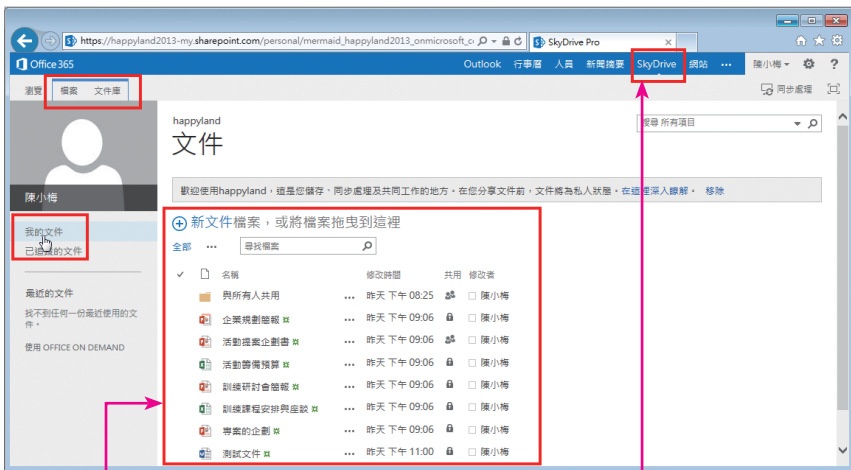 https://happyland2013-my.sharepoint.com/personal/mermaid_happyland2013_onmicrosoft_c
SkyDrive Pro
Office 365 Outlook 行事曆 人員 新聞摘要 SkyDrive 網站 ••• 陳小梅 ?
瀏覽 檔案 文件庫 同步處理
happyland
文件
搜尋 所有項目
陳小梅
歡迎使用happyland，這是您儲存、同步處理及共同工作的地方。在您分享文件前，文件將為私人狀態。在這裡深入瞭解。 移除
我的文件
已追蹤的文件
最近的文件
找不到任何一份最近使用的文
件。
使用 OFFICE ON DEMAND
新文件檔案，或將檔案拖曳到這裡
全部 ••• 尋找檔案
名稱 修改時間 共用 修改者
與所有人共用 ••• 昨天 下午 08:25 陳小梅
企業規劃簡報 ••• 昨天 下午 09:06 陳小梅
活動提案企劃書 ••• 昨天 下午 09:06 陳小梅
活動籌備預算 ••• 昨天 下午 09:06 陳小梅
訓練研討會簡報 ••• 昨天 下午 09:06 陳小梅
訓練課程安排與座談 ••• 昨天 下午 09:06 陳小梅
專案的企劃 ••• 昨天 下午 09:06 陳小梅
測試文件 ••• 昨天 下午 11:00 陳小梅